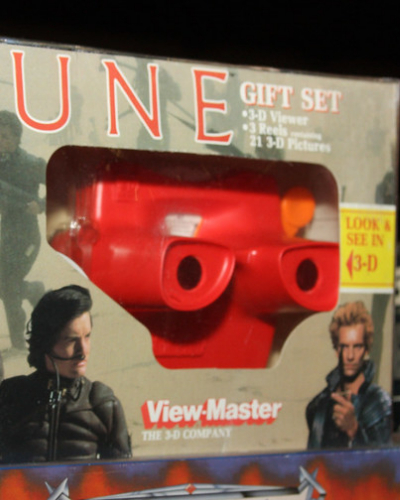 UNE
GIFT SET
•3-D Viewer
•3 Reels containing
21 3-D Pictures
LOOK &
SEE IN
3-D
View-Master
THE 3-D COMPANY